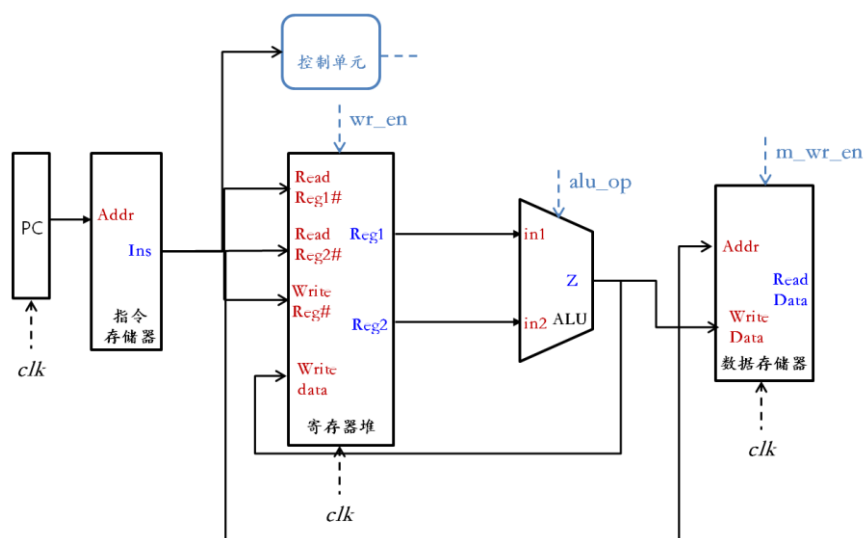 控制单元
wr_en
m_wr_en
alu_op
PC
clk
Addr
Ins
指令
存储器
Read
Reg1#
Read
Reg2#
Write
Reg#
Write
data
Reg1
Reg2
寄存器堆
clk
in1
in2
Z
ALU
Addr
Read
Data
Write
Data
数据存储器
clk